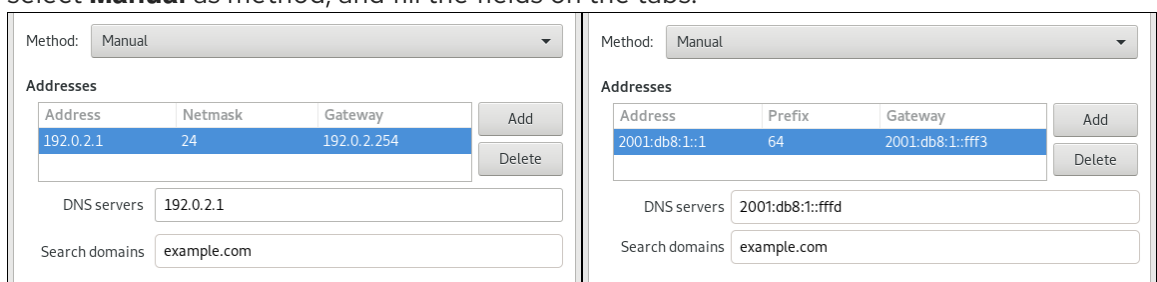 select Manual as method, and fill the fields on the tabs.
Method: Manual
Addresses
Address Netmask Gateway
192.0.2.1 24 192.0.2.254
Add
Delete
DNS servers 192.0.2.1
Search domains example.com
Method: Manual
Addresses
Address Prefix Gateway
2001:db8:1::1 64 2001:db8:1::fff3
Add
Delete
DNS servers 2001:db8:1::fffd
Search domains example.com